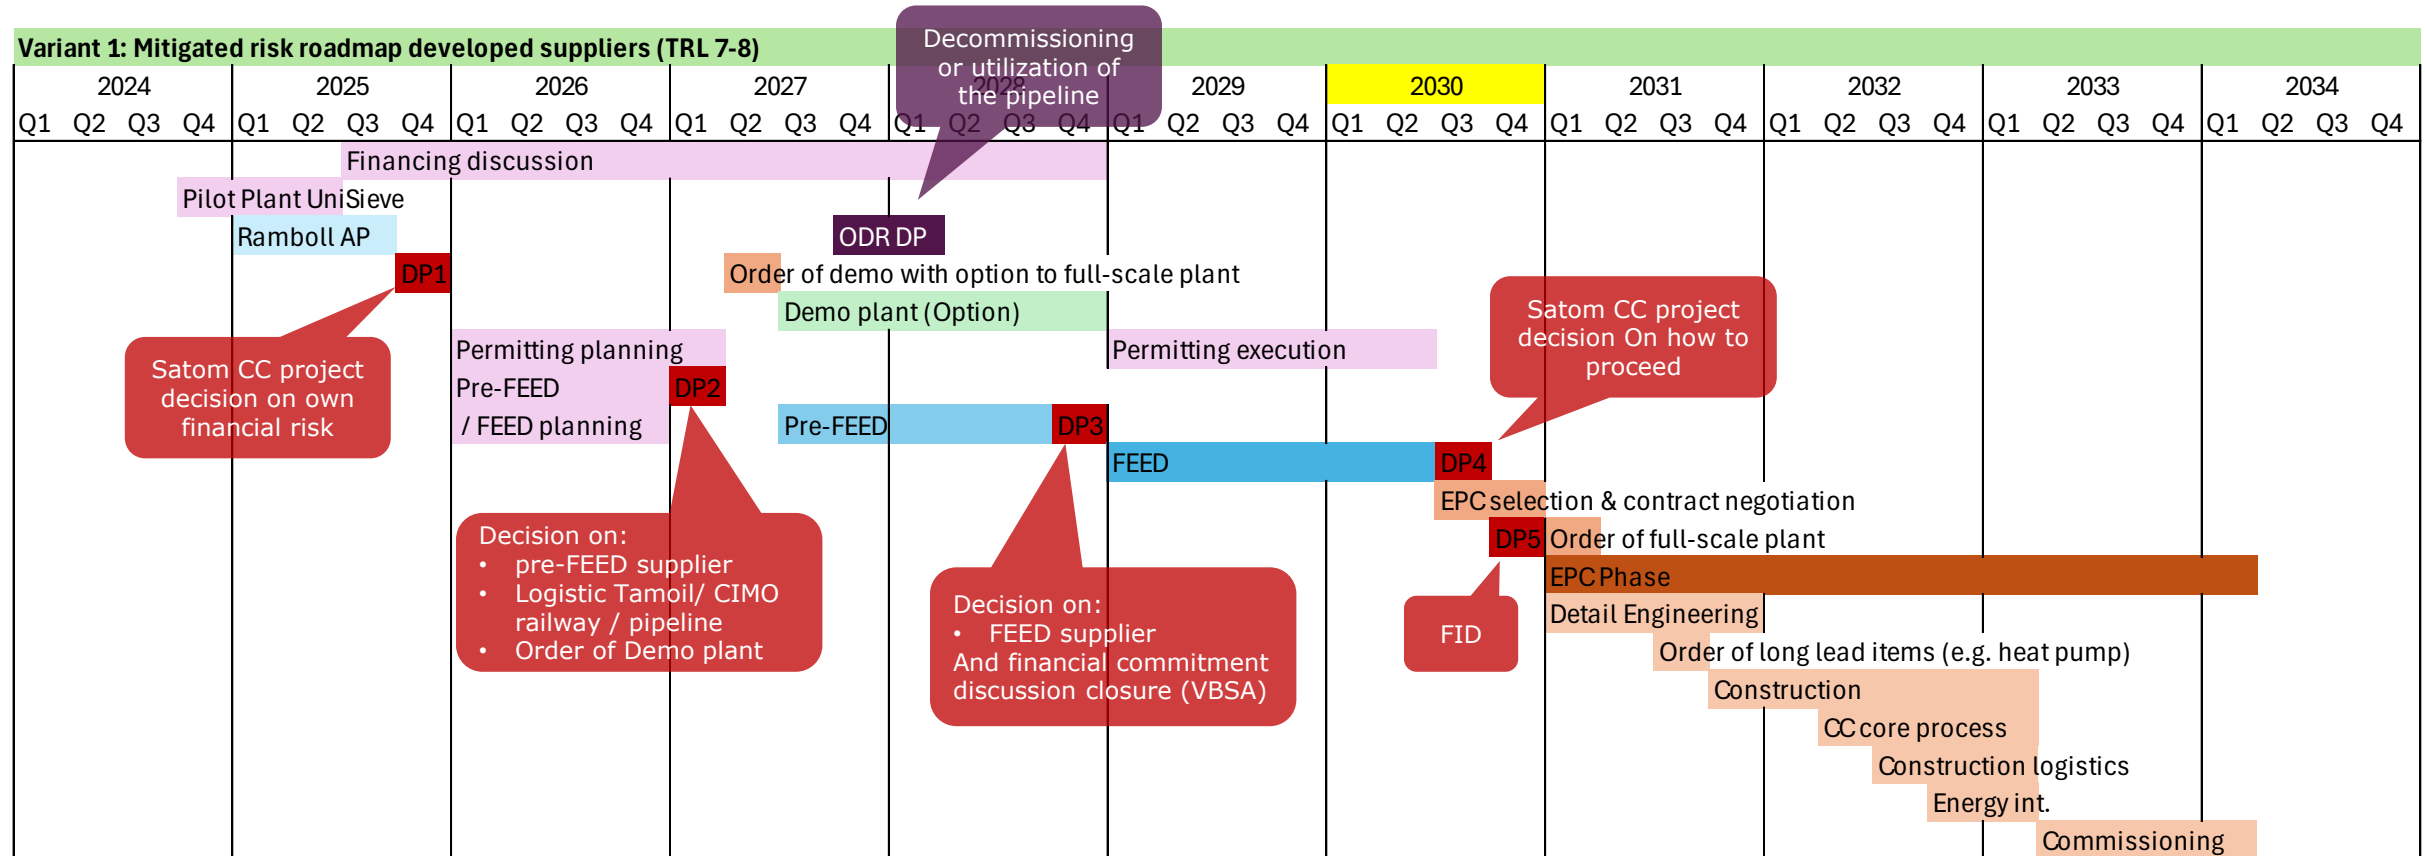 Variant 1: Mitigated risk roadmap developed suppliers (TRL 7-8)
Decommissioning
or utilization of
the pipeline
2024 2025 2026 2027 2028 2029 2030 2031 2032 2033 2034
Q1 Q2 Q3 Q4 Q1 Q2 Q3 Q4 Q1 Q2 Q3 Q4 Q1 Q2 Q3 Q4 Q1 Q2 Q3 Q4 Q1 Q2 Q3 Q4 Q1 Q2 Q3 Q4 Q1 Q2 Q3 Q4 Q1 Q2 Q3 Q4 Q1 Q2 Q3 Q4 Q1 Q2 Q3 Q4
Financing discussion
Pilot Plant UniSieve
Ramboll AP
ODR DP
DP1
Order of demo with option to full-scale plant
Demo plant (Option)
Satom CC project
decision On how to
proceed
Satom CC project
decision on own
financial risk
Permitting planning
Permitting execution
Pre-FEED
DP2
/ FEED planning
Pre-FEED
DP3
FEED
DP4
EPC selection & contract negotiation
Decision on:
• pre-FEED supplier
• Logistic Tamoil/ CIMO
railway / pipeline
• Order of Demo plant
DP5
Order of full-scale plant
EPC Phase
Decision on:
• FEED supplier
And financial commitment
discussion closure (VBSA)
FID
Detail Engineering
Order of long lead items (e.g. heat pump)
Construction
CC core process
Construction logistics
Energy int.
Commissioning